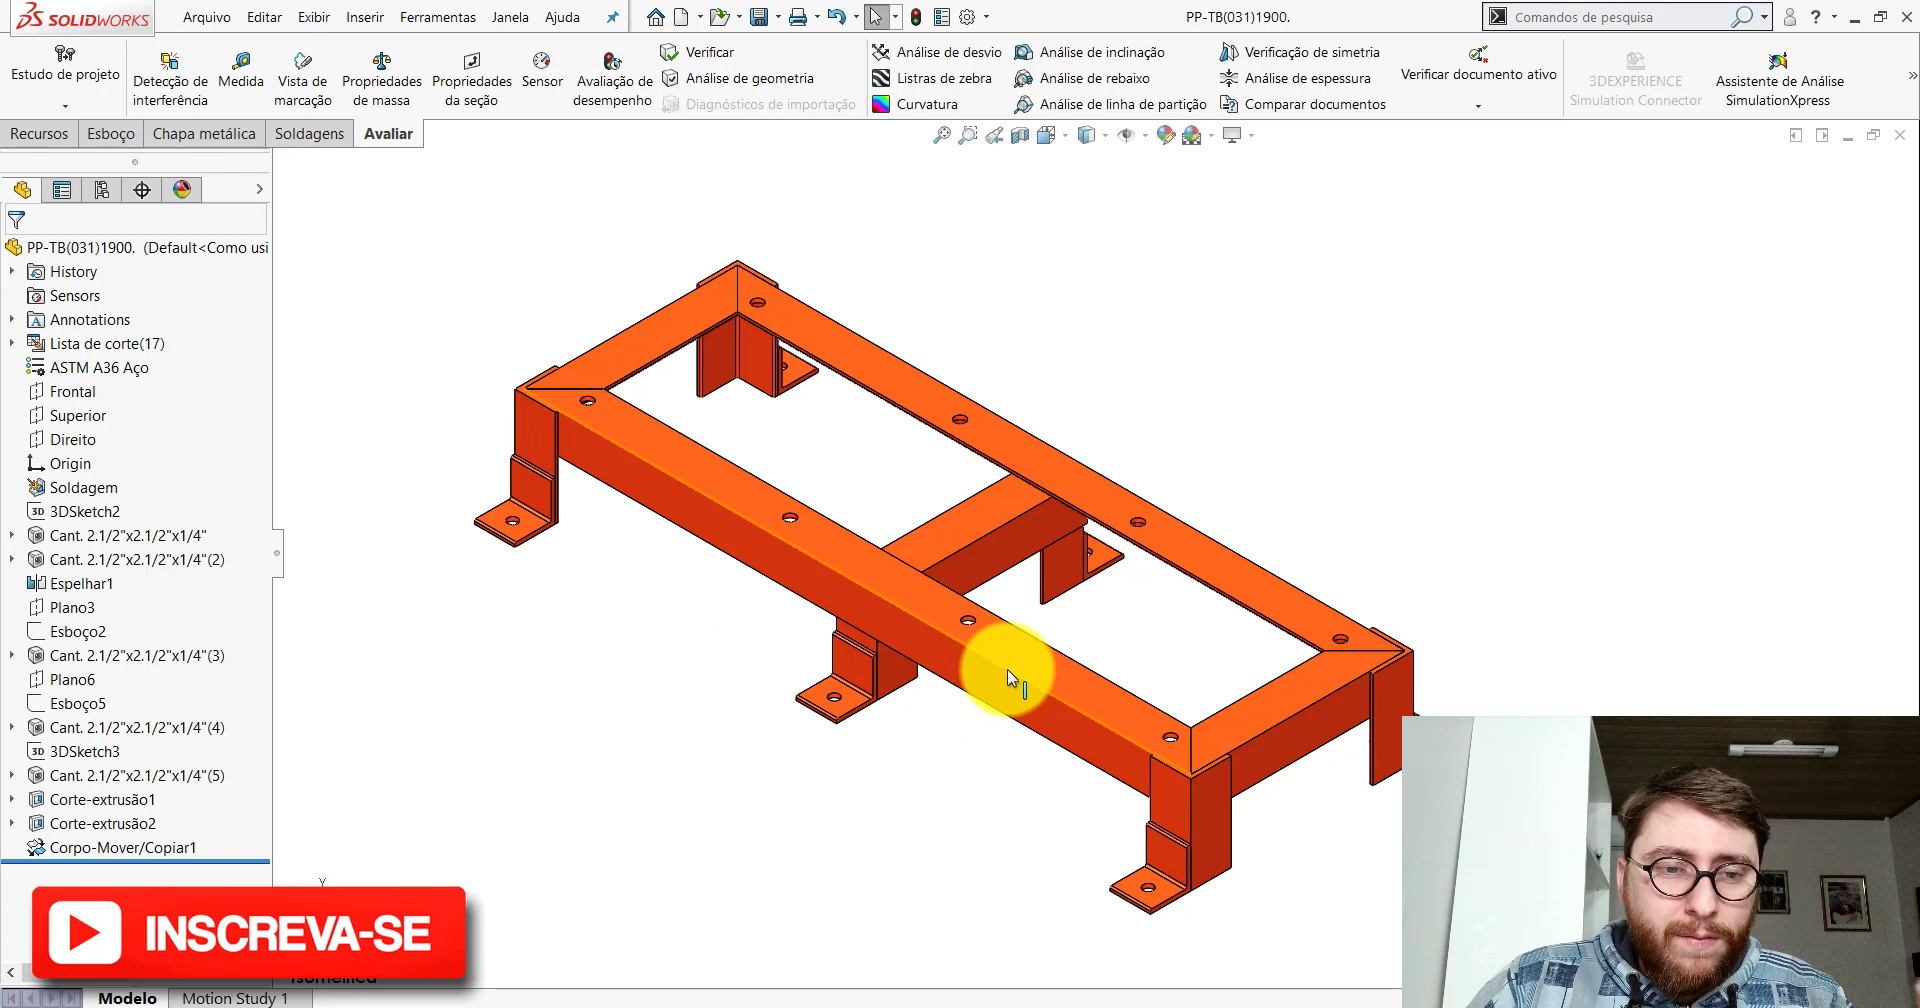 SOLIDWORKS
Arquivo
Editar
Exibir
Inserir
Ferramentas
Janela
Ajuda
PP-TB(031)1900.
Comandos de pesquisa
Estudo de projeto
Detecção de
interferência
Medida
Vista de
marcação
Propriedades
de massa
Propriedades
da seção
Sensor
Avaliação de
desempenho
Verificar
Análise de geometria
Diagnósticos de importação
Análise de desvio
Listras de zebra
Curvatura
Análise de inclinação
Análise de rebaixo
Análise de linha de partição
Verificação de simetria
Análise de espessura
Comparar documentos
Verificar documento ativo
3DEXPERIENCE
Simulation Connector
Assistente de Análise
SimulationXpress
Recursos
Esboço
Chapa metálica
Soldagens
Avaliar
PP-TB(031)1900. (Default<Como usi
History
Sensors
Annotations
Lista de corte(17)
ASTM A36 Aço
Frontal
Superior
Direito
Origin
Soldagem
3D 3DSketch2
Cant. 2.1/2"x2.1/2"x1/4"
Cant. 2.1/2"x2.1/2"x1/4"(2)
Espelhar1
Plano3
Esboço2
Cant. 2.1/2"x2.1/2"x1/4"(3)
Plano6
Esboço5
Cant. 2.1/2"x2.1/2"x1/4"(4)
3D 3DSketch3
Cant. 2.1/2"x2.1/2"x1/4"(5)
Corte-extrusão1
Corte-extrusão2
Corpo-Mover/Copiar1
Y
INSCREVA-SE
Modelo
Motion Study 1